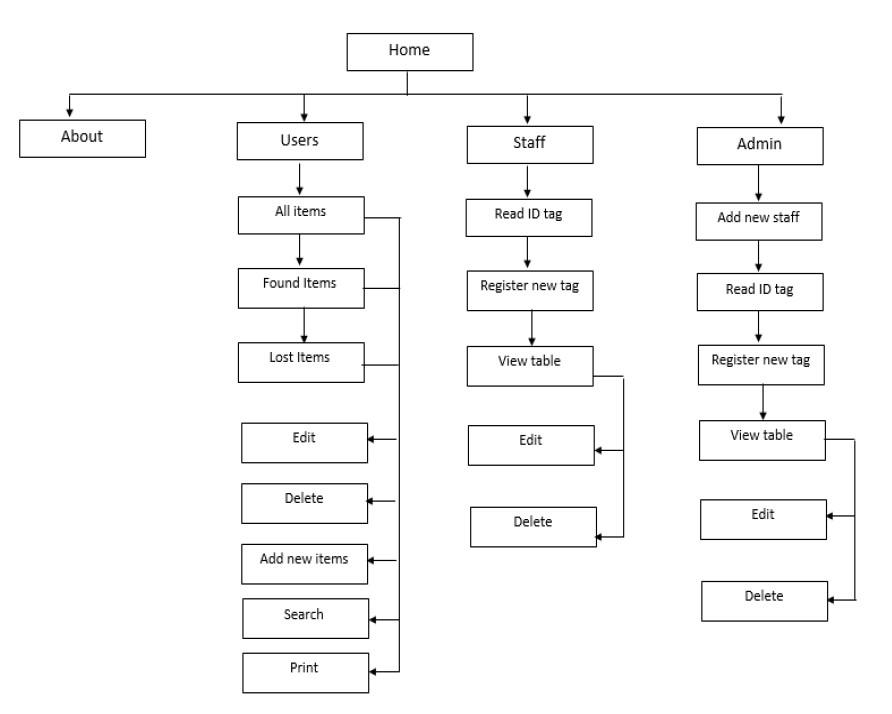 Home
About
Users
Staff
Admin
All items
Found Items
Lost Items
Edit
Delete
Add new items
Search
Print
Read ID tag
Register new tag
View table
Edit
Delete
Add new staff
Read ID tag
Register new tag
View table
Edit
Delete